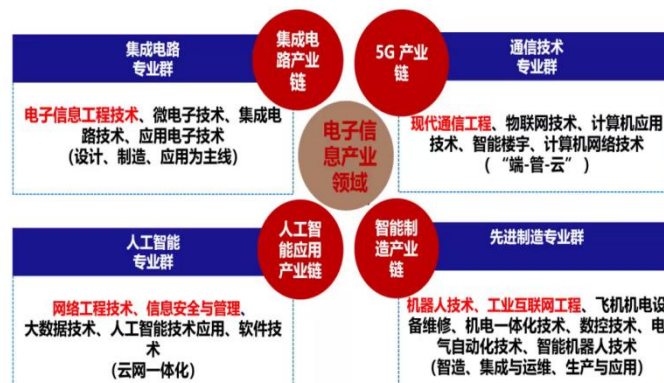 集成电路
专业群
集成电
路产业
链
5G 产业
链
通信技术
专业群
电子信息工程技术、微电子技术、集成电
路技术、应用电子技术
(设计、制造、应用为主线)
电子信
息产业
领域
现代通信工程、物联网技术、计算机应用
技术、智能楼宇、计算机网络技术
( “端-管-云” )
人工智能
专业群
人工智
能应用
产业链
智能制
造产业
链
先进制造专业群
网络工程技术、信息安全与管理、
大数据技术、人工智能技术应用、软件技
术
(云网一体化)
机器人技术、工业互联网工程、飞机机电设
备维修、机电一体化技术、数控技术、电
气自动化技术、智能机器人技术
(智造、集成与运维、生产与应用)